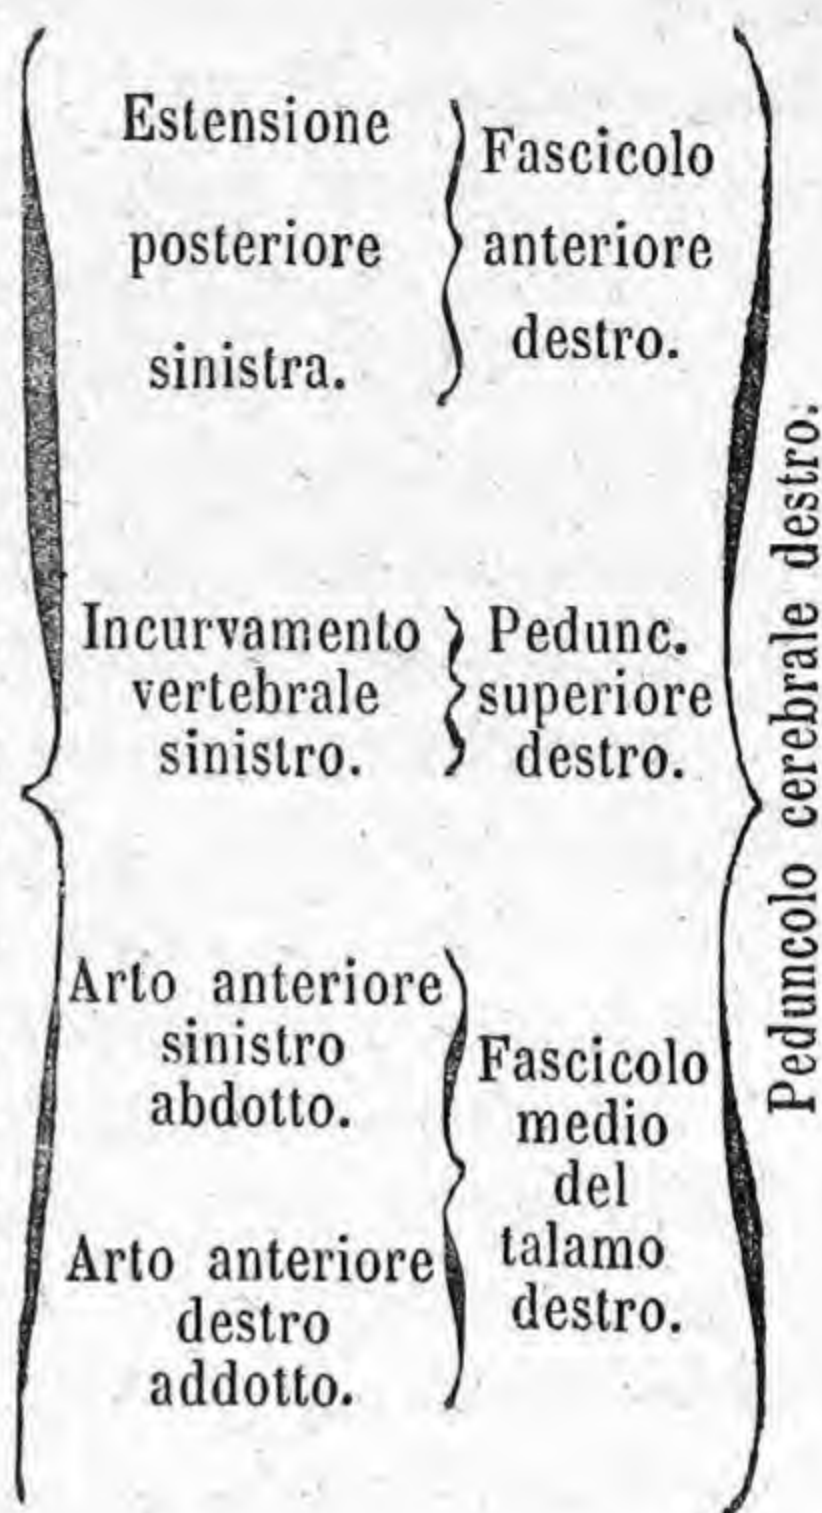 Estensione
posteriore
sinistra.
Fascicolo
anteriore
destro.
Incurvamento
vertebrale
sinistro.
Pedunc.
superiore
destro.
Arto anteriore
sinistro
abdotto.
Arto anteriore
destro
addotto.
Fascicolo
medio
del
talamo
destro.
Peduncolo cerebrale destro.